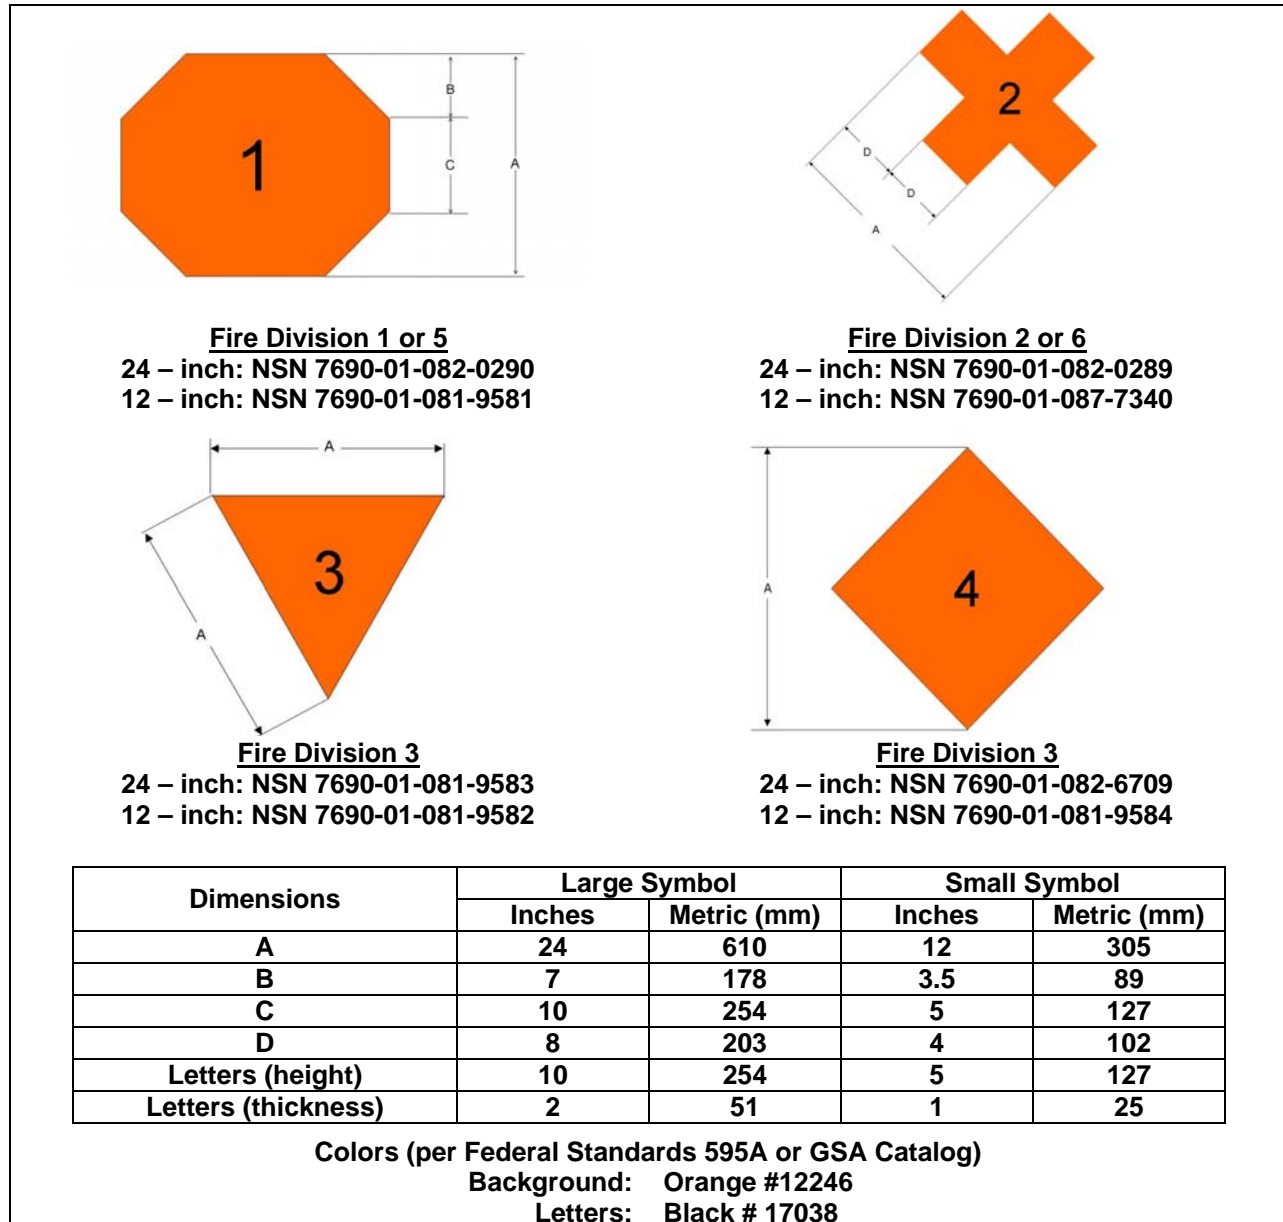 1
B
C
A
2
D
D
A
Fire Division 1 or 5
24 – inch: NSN 7690-01-082-0290
12 – inch: NSN 7690-01-081-9581
Fire Division 2 or 6
24 – inch: NSN 7690-01-082-0289
12 – inch: NSN 7690-01-087-7340
A
A
3
A
4
Fire Division 3
24 – inch: NSN 7690-01-081-9583
12 – inch: NSN 7690-01-081-9582
Fire Division 3
24 – inch: NSN 7690-01-082-6709
12 – inch: NSN 7690-01-081-9584
Dimensions Large Symbol Small Symbol
Inches Metric (mm) Inches Metric (mm)
A 24 610 12 305
B 7 178 3.5 89
C 10 254 5 127
D 8 203 4 102
Letters (height) 10 254 5 127
Letters (thickness) 2 51 1 25
Colors (per Federal Standards 595A or GSA Catalog)
Background: Orange #12246
Letters: Black # 17038